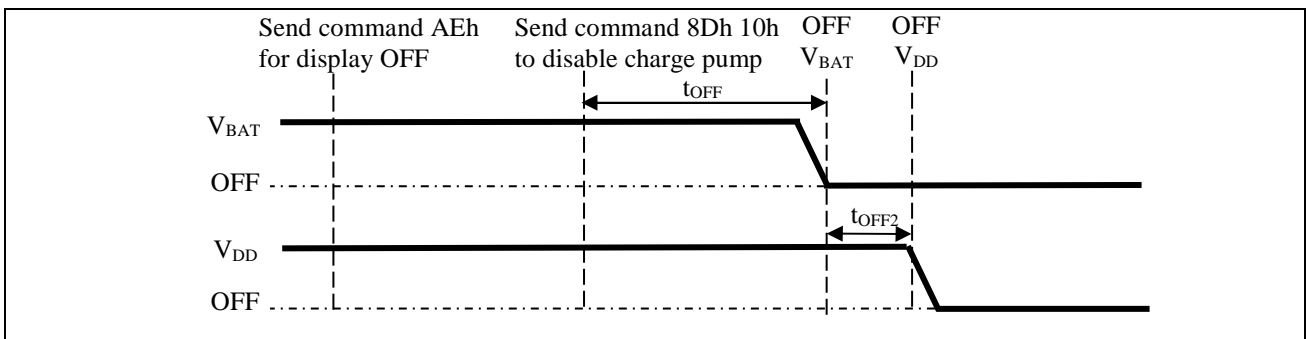 Send command AEh
for display OFF
Send command 8Dh 10h
to disable charge pump
OFF
VBAT
OFF
VDD
tOFF
VBAT
OFF
tOFF2
VDD
OFF